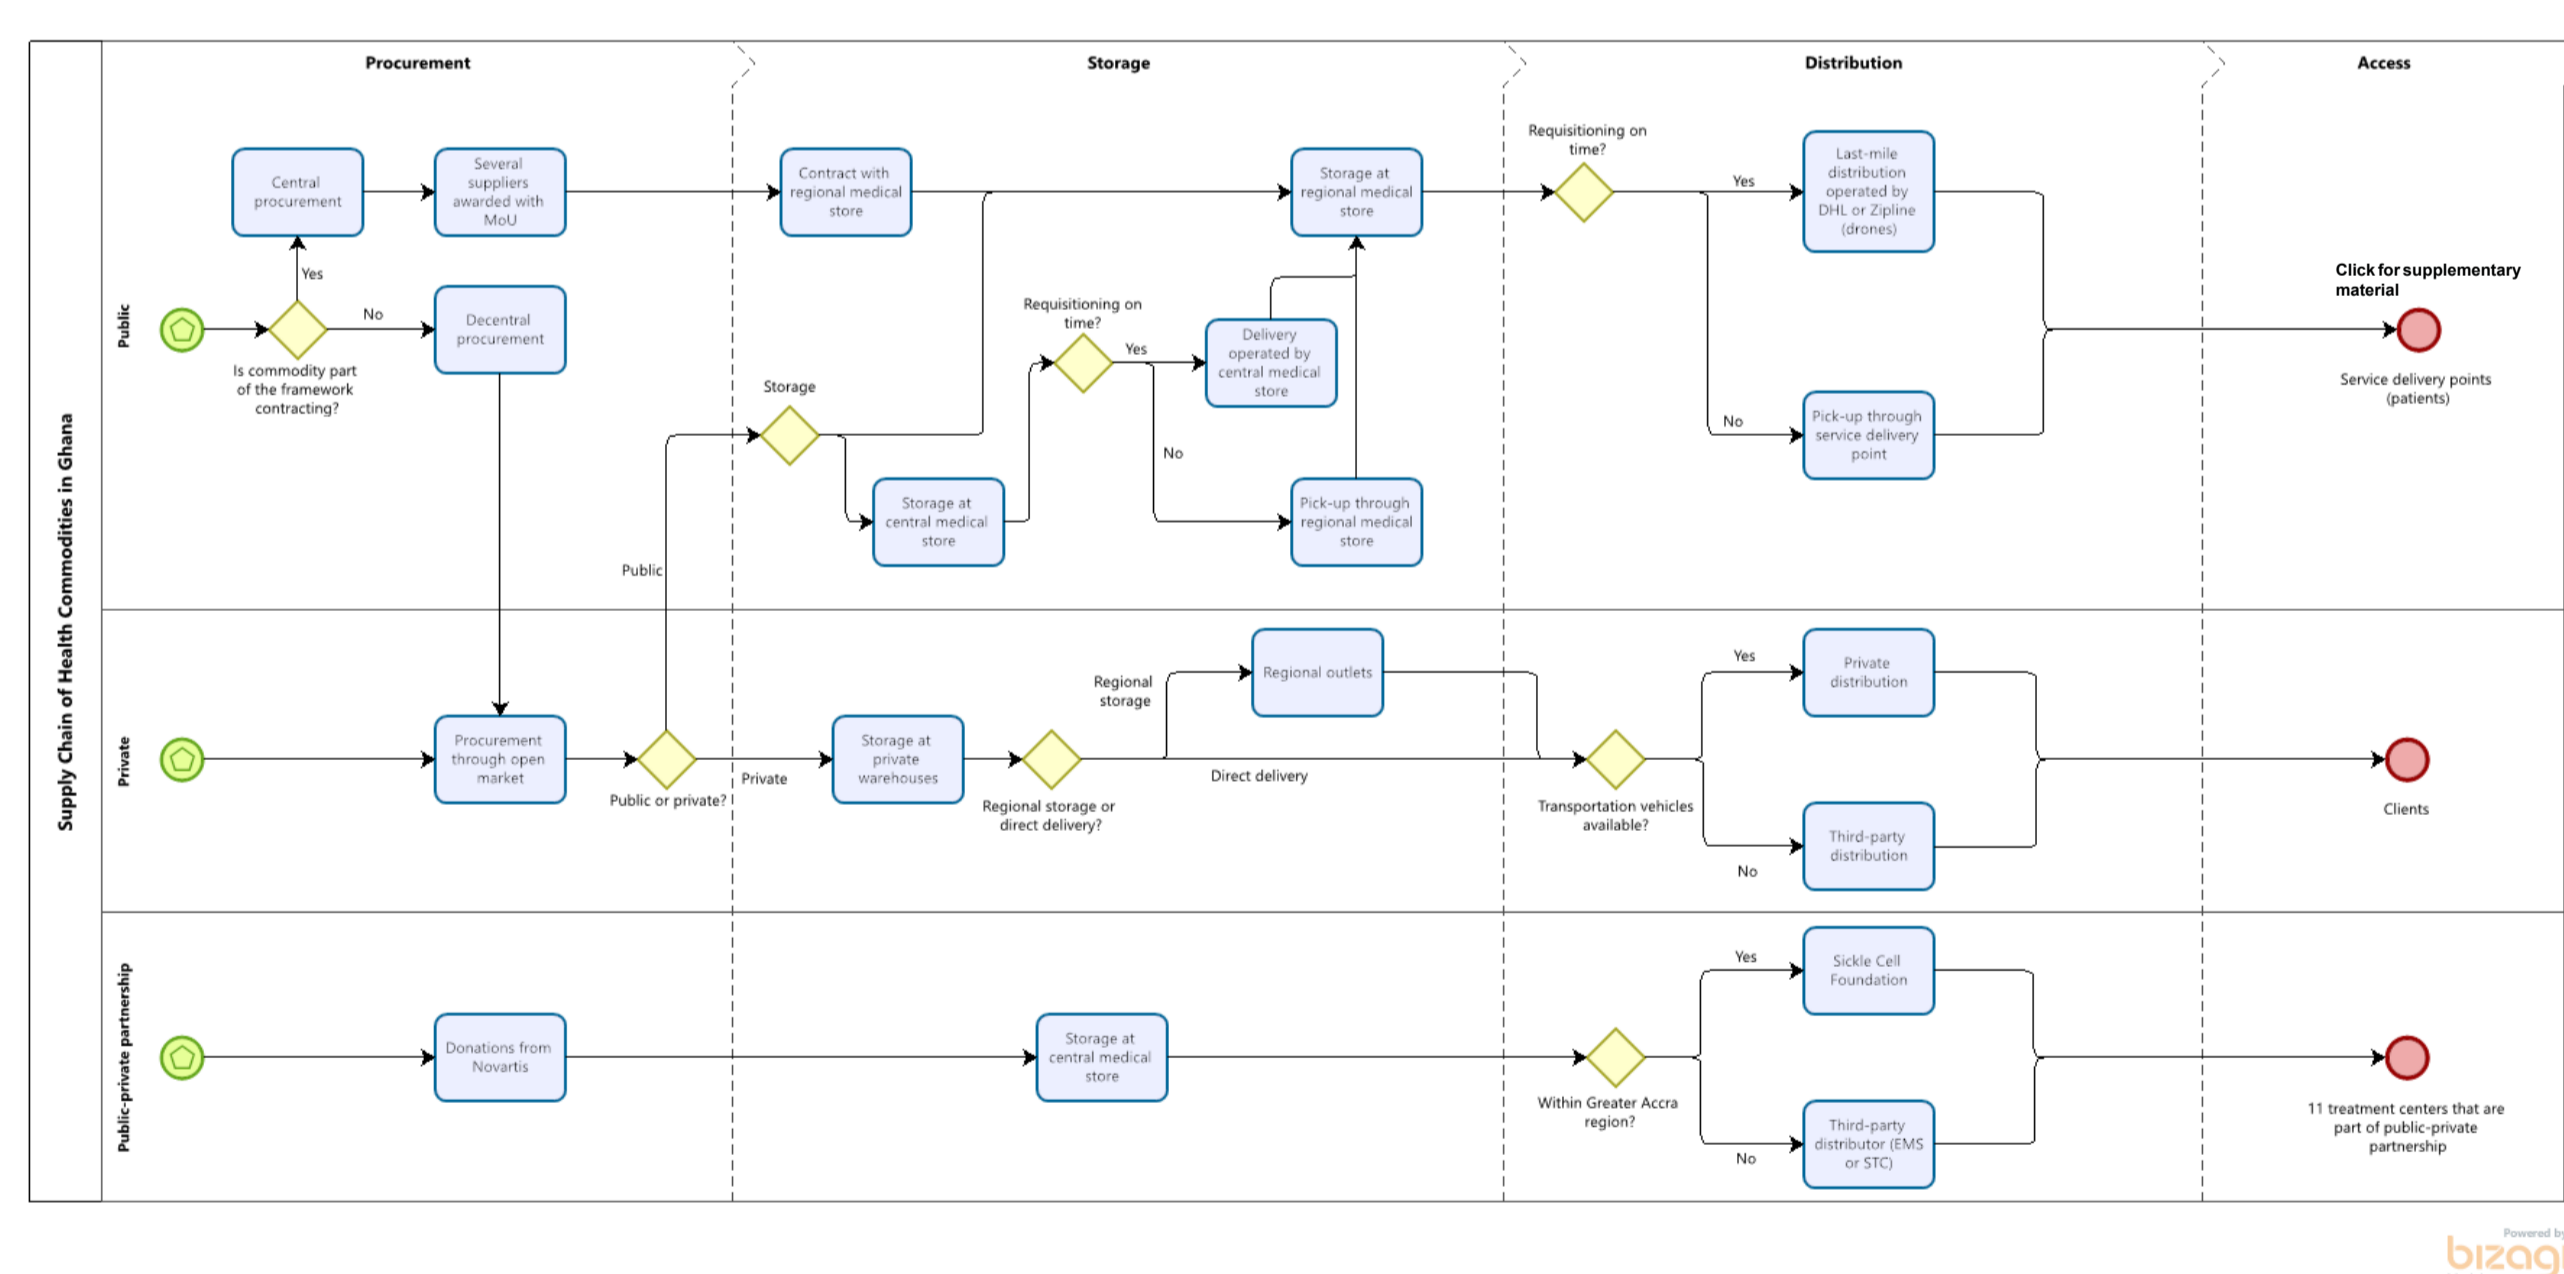 Procurement
Storage
Distribution
Access
Supply Chain of Health Commodities in Ghana
Public
Central
procurement
Several
suppliers
awarded with
MoU
Contract with
regional medical
store
Storage at
regional medical
store
Requisitioning on
time?
Yes
Last-mile
distribution
operated by
DHL or Zipline
(drones)
Yes
Is commodity part
of the framework
contracting?
No
Decentral
procurement
Storage
Requisitioning on
time?
Yes
Delivery
operated by
central medical
store
No
Storage at
central medical
store
Pick-up through
regional medical
store
No
Pick-up through
service delivery
point
Click for supplementary
material
Service delivery points
(patients)
Public
Private
Procurement
through open
market
Public or private?
Private
Storage at
private
warehouses
Regional storage or
direct delivery?
Regional
storage
Regional outlets
Direct delivery
Transportation vehicles
available?
Yes
Private
distribution
No
Third-party
distribution
Clients
Public-private partnership
Donations from
Novartis
Storage at
central medical
store
Within Greater Accra
region?
Yes
Sickle Cell
Foundation
No
Third-party
distributor (EMS
or STC)
11 treatment centers that are
part of public-private
partnership
Powered by
bizagi